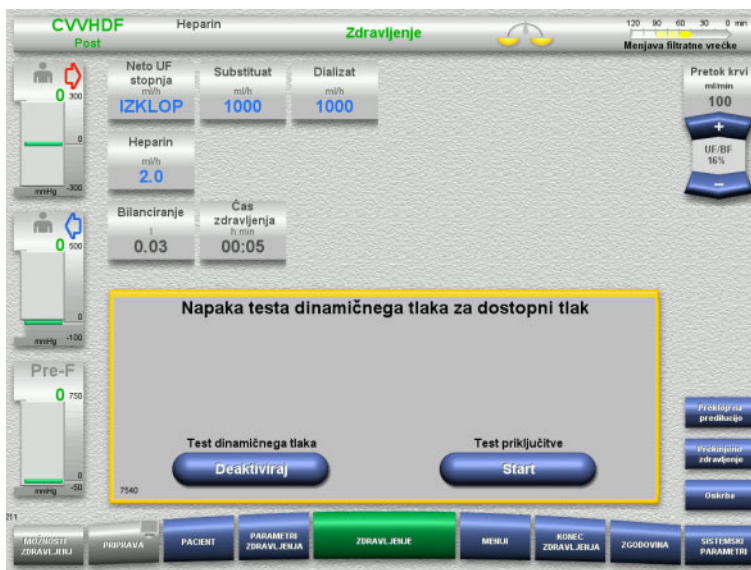 CVVHDF
Post
Heparin
Zdravljenje
120 90 60 30 0 min
Menjava filtratne vrečke
0
300
0
-300
mmHg
0
500
0
-100
mmHg
Pre-F
0
750
0
-50
mmHg
Neto UF
stopnja
ml/h
IZKLOP
Substituat
ml/h
1000
Dializat
ml/h
1000
Heparin
ml/h
2.0
Bilanciranje
l
0.03
Čas
zdravljenja
h:min
00:05
Pretok krvi
ml/min
100
+
UF/BF
16%
−
Napaka testa dinamičnega tlaka za dostopni tlak
Test dinamičnega tlaka
Deaktiviraj
Test priključitve
Start
7540
Preklop na
predilucijo
Prekinjeno
zdravljenje
Oskrba
211
MOŽNOSTI
ZDRAVLJENJ
PRIPRAVA
PACIENT
PARAMETRI
ZDRAVLJENJA
ZDRAVLJENJE
MENIJI
KONEC
ZDRAVLJENJA
ZGODOVINA
SISTEMSKI
PARAMETRI